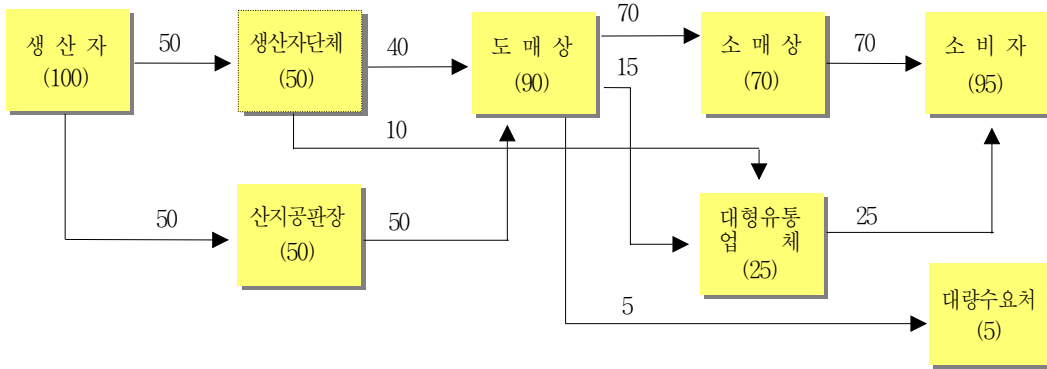 생 산 자
(100)
50
생산자단체
(50)
40
도 매 상
(90)
70
15
소 매 상
(70)
70
소 비 자
(95)
10
50
산지공판장
(50)
50
대형유통
업 체
(25)
25
5
대량수요처
(5)